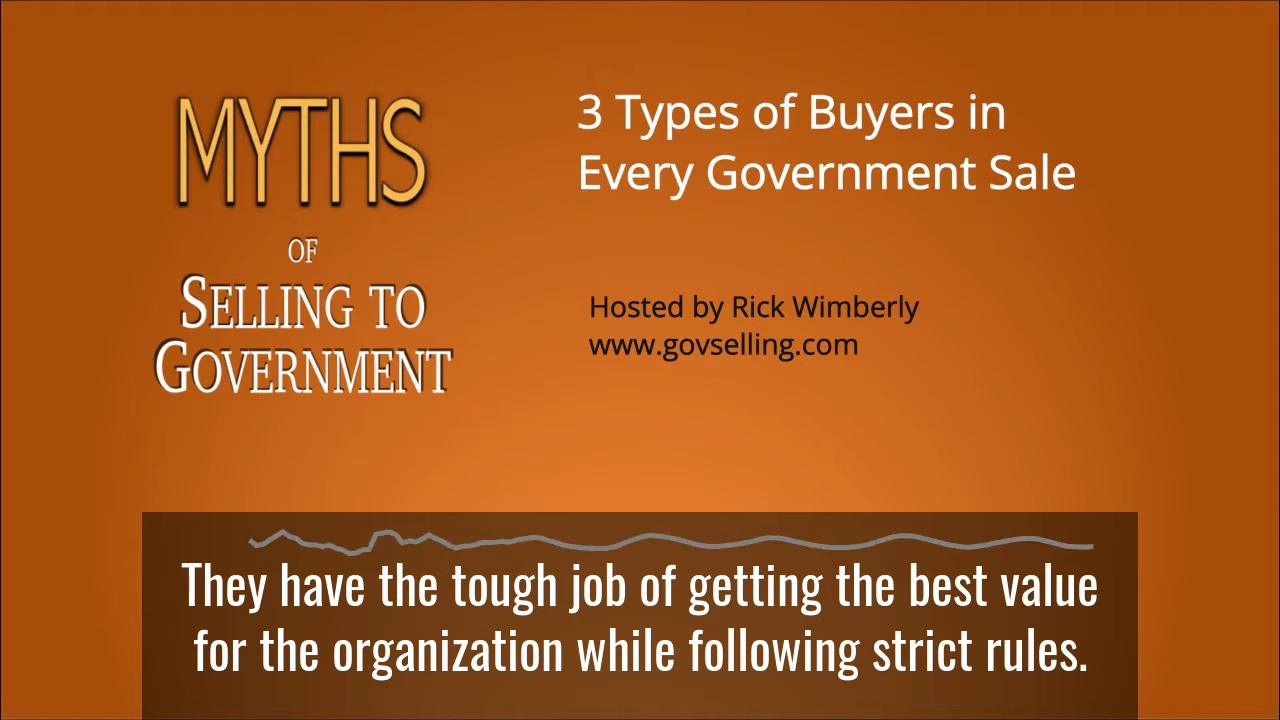 MYTHS
OF
SELLING TO
GOVERNMENT
3 Types of Buyers in
Every Government Sale
Hosted by Rick Wimberly
www.govselling.com
They have the tough job of getting the best value
for the organization while following strict rules.